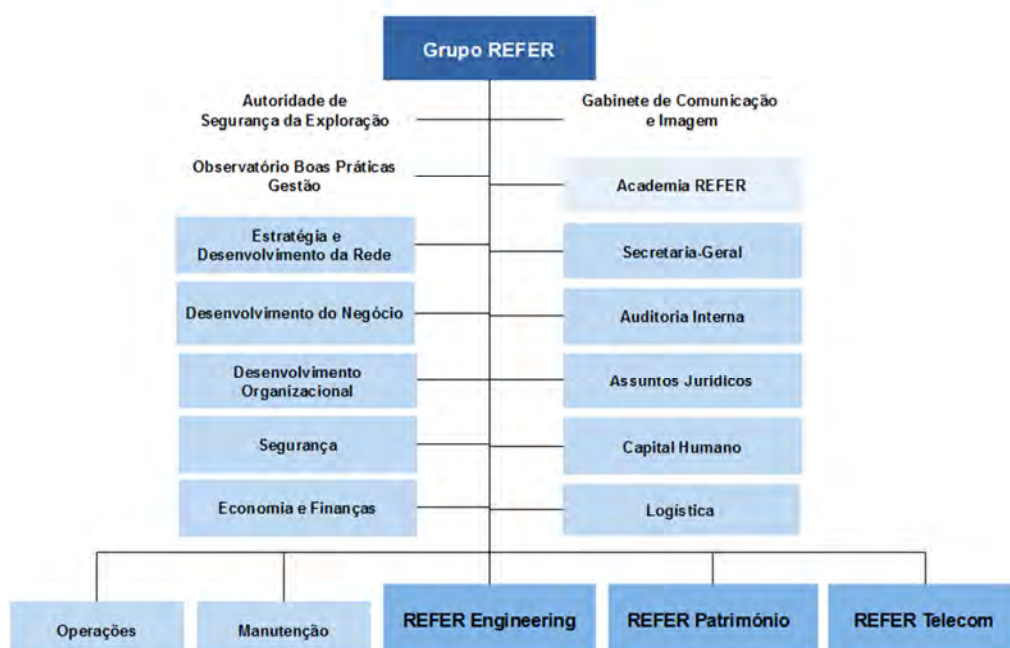 Grupo REFER
Autoridade de
Segurança da Exploração
Gabinete de Comunicação
e Imagem
Observatório Boas Práticas
Gestão
Academia REFER
Estratégia e
Desenvolvimento da Rede
Secretaria-Geral
Desenvolvimento do Negócio
Auditoria Interna
Desenvolvimento
Organizacional
Assuntos Jurídicos
Segurança
Capital Humano
Economia e Finanças
Logística
Operações
Manutenção
REFER Engineering
REFER Património
REFER Telecom